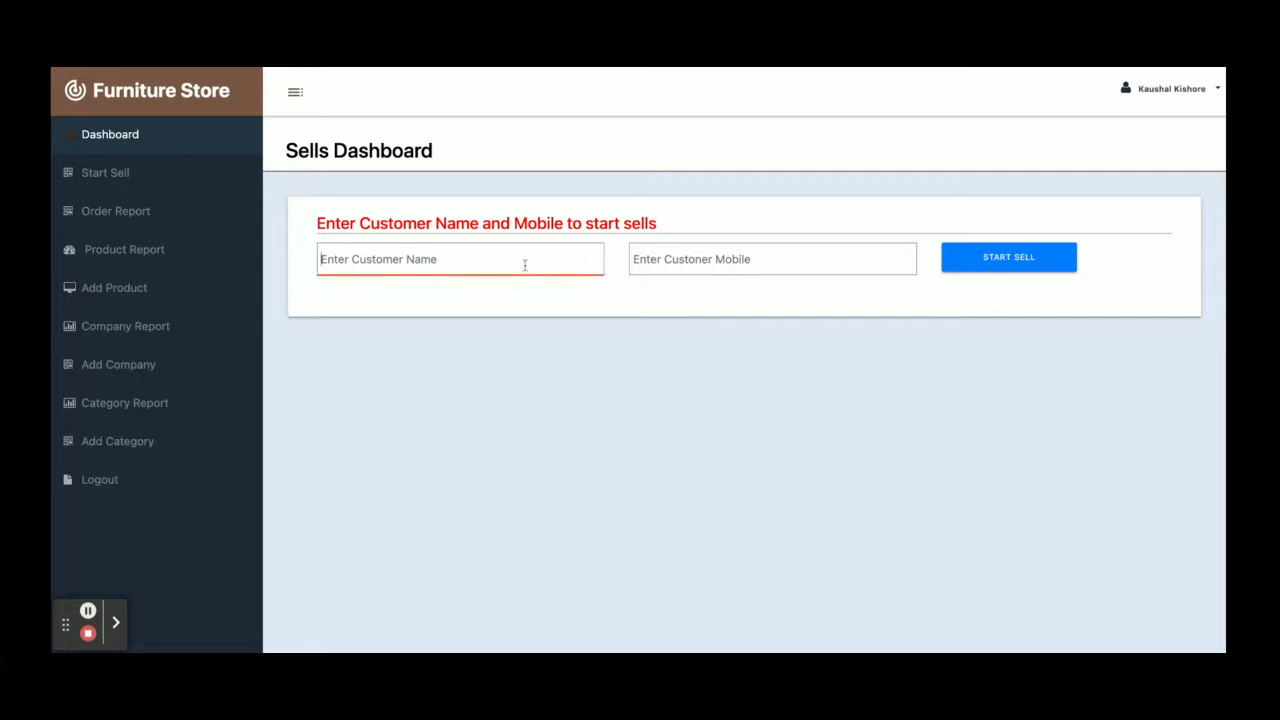 Furniture Store
Kaushal Kishore
Dashboard
Sells Dashboard
Start Sell
Order Report
Product Report
Add Product
Company Report
Add Company
Category Report
Add Category
Logout
Enter Customer Name and Mobile to start sells
Enter Customer Name
Enter Custoner Mobile
START SELL